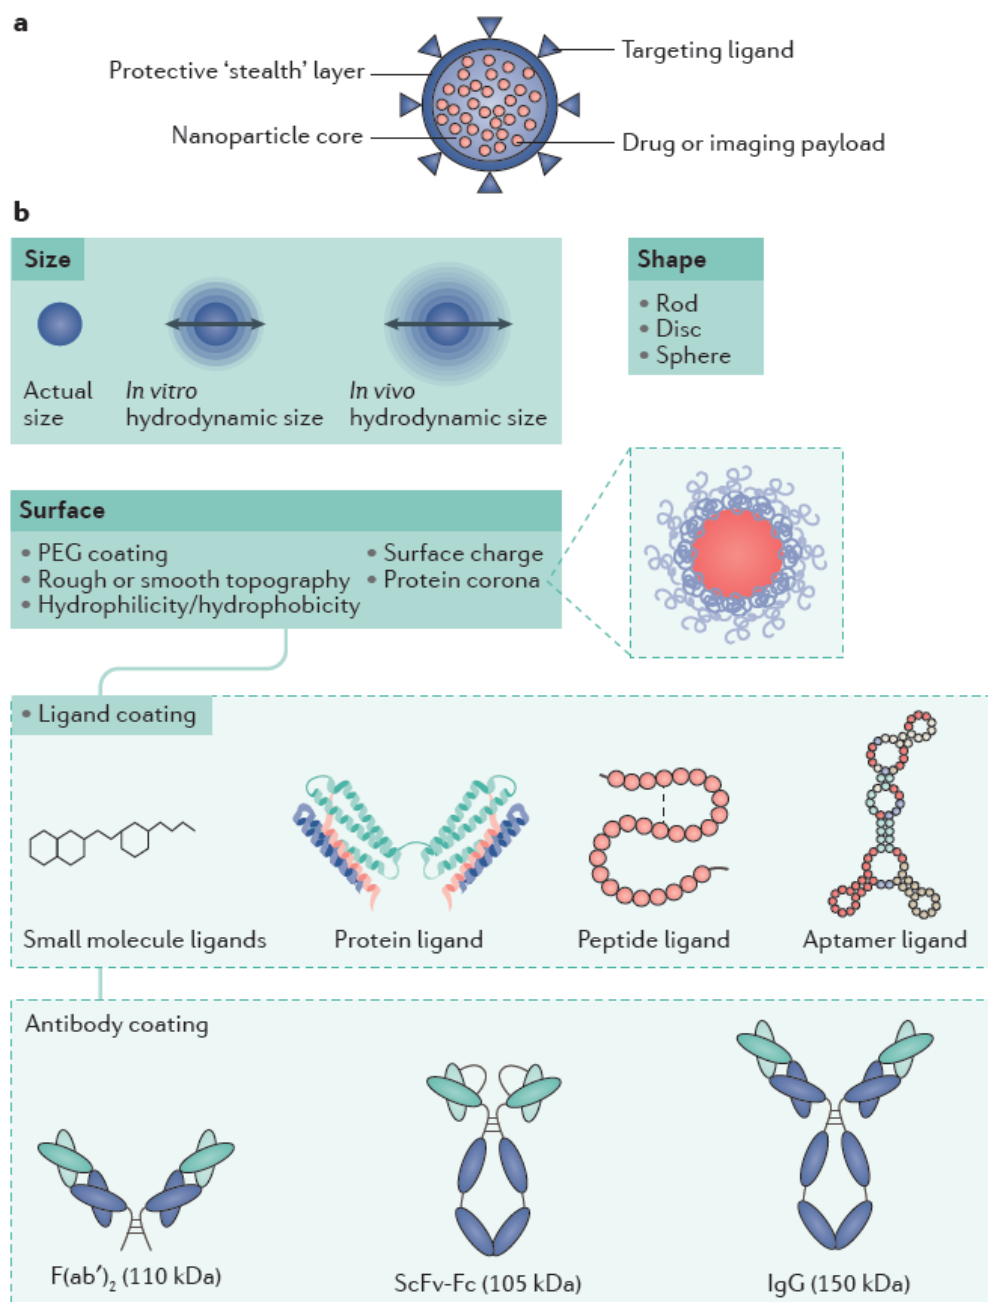 a
Targeting ligand
Protective ‘stealth’ layer
Nanoparticle core
Drug or imaging payload
b
Size
Actual
size
In vitro
hydrodynamic size
In vivo
hydrodynamic size
Shape
• Rod
• Disc
• Sphere
Surface
• PEG coating
• Rough or smooth topography
• Hydrophilicity/hydrophobicity
• Surface charge
• Protein corona
• Ligand coating
Small molecule ligands
Protein ligand
Peptide ligand
Aptamer ligand
Antibody coating
F(ab′)₂ (110 kDa)
ScFv-Fc (105 kDa)
IgG (150 kDa)